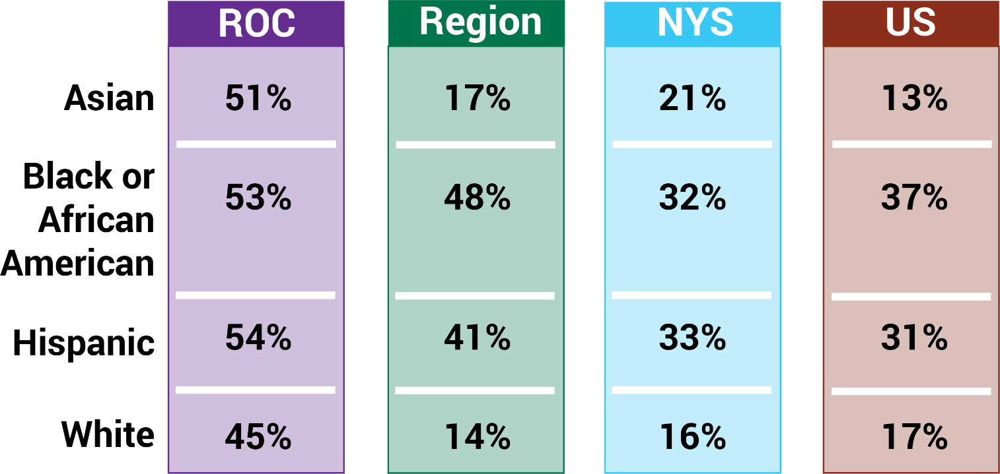 ROC Region NYS US
Asian 51% 17% 21% 13%
Black or
African
American
53% 48% 32% 37%
Hispanic 54% 41% 33% 31%
White 45% 14% 16% 17%